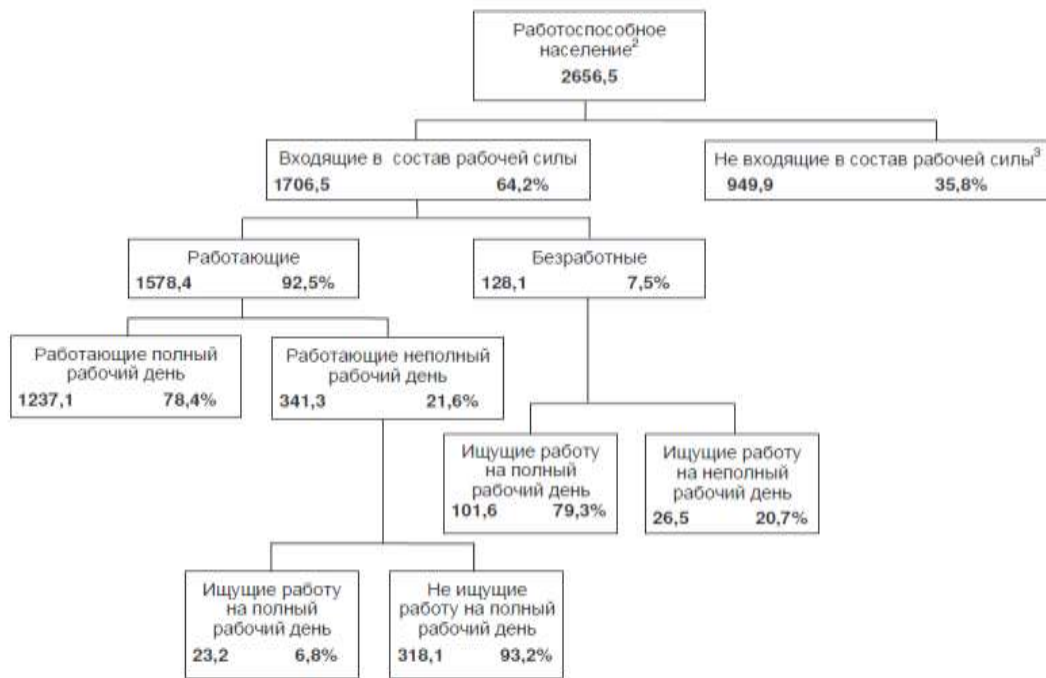 Работоспособное
население²
2656,5
Входящие в состав рабочей силы
1706,5 64,2%
Не входящие в состав рабочей силы³
949,9 35,8%
Работающие
1578,4 92,5%
Безработные
128,1 7,5%
Работающие полный
рабочий день
1237,1 78,4%
Работающие неполный
рабочий день
341,3 21,6%
Ищущие работу
на полный
рабочий день
101,6 79,3%
Ищущие работу
на неполный
рабочий день
26,5 20,7%
Ищущие работу
на полный
рабочий день
23,2 6,8%
Не ищущие
работу на полный
рабочий день
318,1 93,2%